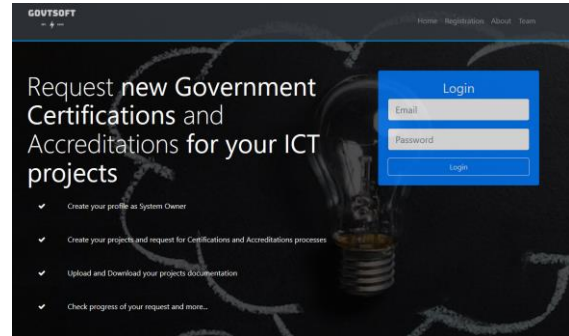 GOVTSOFT
Home Registration About Team
Request new Government
Certifications and
Accreditations for your ICT
projects
Create your profile as System Owner
Create your projects and request for Certifications and Accreditations processes
Upload and Download your projects documentation
Check progress of your request and more...
Login
Email
Password
Login